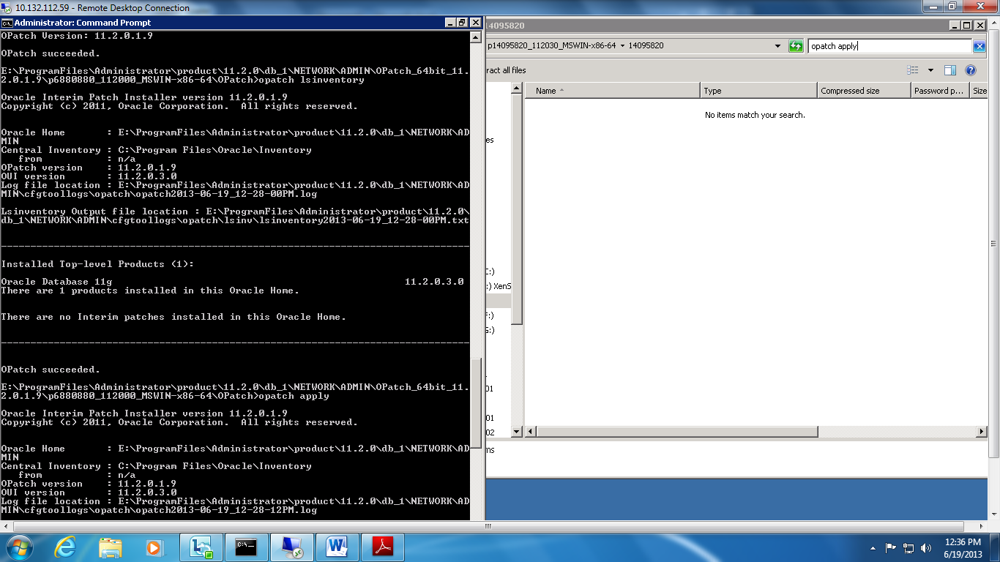 10.132.112.59 - Remote Desktop Connection
Administrator: Command Prompt
OPatch Version: 11.2.0.1.9
OPatch succeeded.
E:\ProgramFiles\Administrator\product\11.2.0\db_1\NETWORK\ADMIN\OPatch_64bit_11.
2.0.1.9\p6880880_112000_MSWIN-x86-64\OPatch>opatch lsinventory
Oracle Interim Patch Installer version 11.2.0.1.9
Copyright (c) 2011, Oracle Corporation.  All rights reserved.
Oracle Home       : E:\ProgramFiles\Administrator\product\11.2.0\db_1\NETWORK\AD
MIN
Central Inventory : C:\Program Files\Oracle\Inventory
   from           : n/a
OPatch version    : 11.2.0.1.9
OUI version       : 11.2.0.3.0
Log file location : E:\ProgramFiles\Administrator\product\11.2.0\db_1\NETWORK\AD
MIN\cfgtoollogs\opatch\opatch2013-06-19_12-28-00PM.log
Lsinventory Output file location : E:\ProgramFiles\Administrator\product\11.2.0\
db_1\NETWORK\ADMIN\cfgtoollogs\opatch\lsinv\lsinventory2013-06-19_12-28-00PM.txt
--------------------------------------------------------------------------------
Installed Top-level Products (1):
Oracle Database 11g                                                  11.2.0.3.0
There are 1 products installed in this Oracle Home.
There are no Interim patches installed in this Oracle Home.
--------------------------------------------------------------------------------
OPatch succeeded.
E:\ProgramFiles\Administrator\product\11.2.0\db_1\NETWORK\ADMIN\OPatch_64bit_11.
2.0.1.9\p6880880_112000_MSWIN-x86-64\OPatch>opatch apply
Oracle Interim Patch Installer version 11.2.0.1.9
Copyright (c) 2011, Oracle Corporation.  All rights reserved.
Oracle Home       : E:\ProgramFiles\Administrator\product\11.2.0\db_1\NETWORK\AD
MIN
Central Inventory : C:\Program Files\Oracle\Inventory
   from           : n/a
OPatch version    : 11.2.0.1.9
OUI version       : 11.2.0.3.0
Log file location : E:\ProgramFiles\Administrator\product\11.2.0\db_1\NETWORK\AD
MIN\cfgtoollogs\opatch\opatch2013-06-19_12-28-12PM.log
14095820
p14095820_112030_MSWIN-x86-64 14095820
opatch apply
ract all files
Name Type Compressed size Password p... Size
No items match your search.
es
C:)
:) XenS
F:)
G:)
01
01
02
ms
12:36 PM
6/19/2013